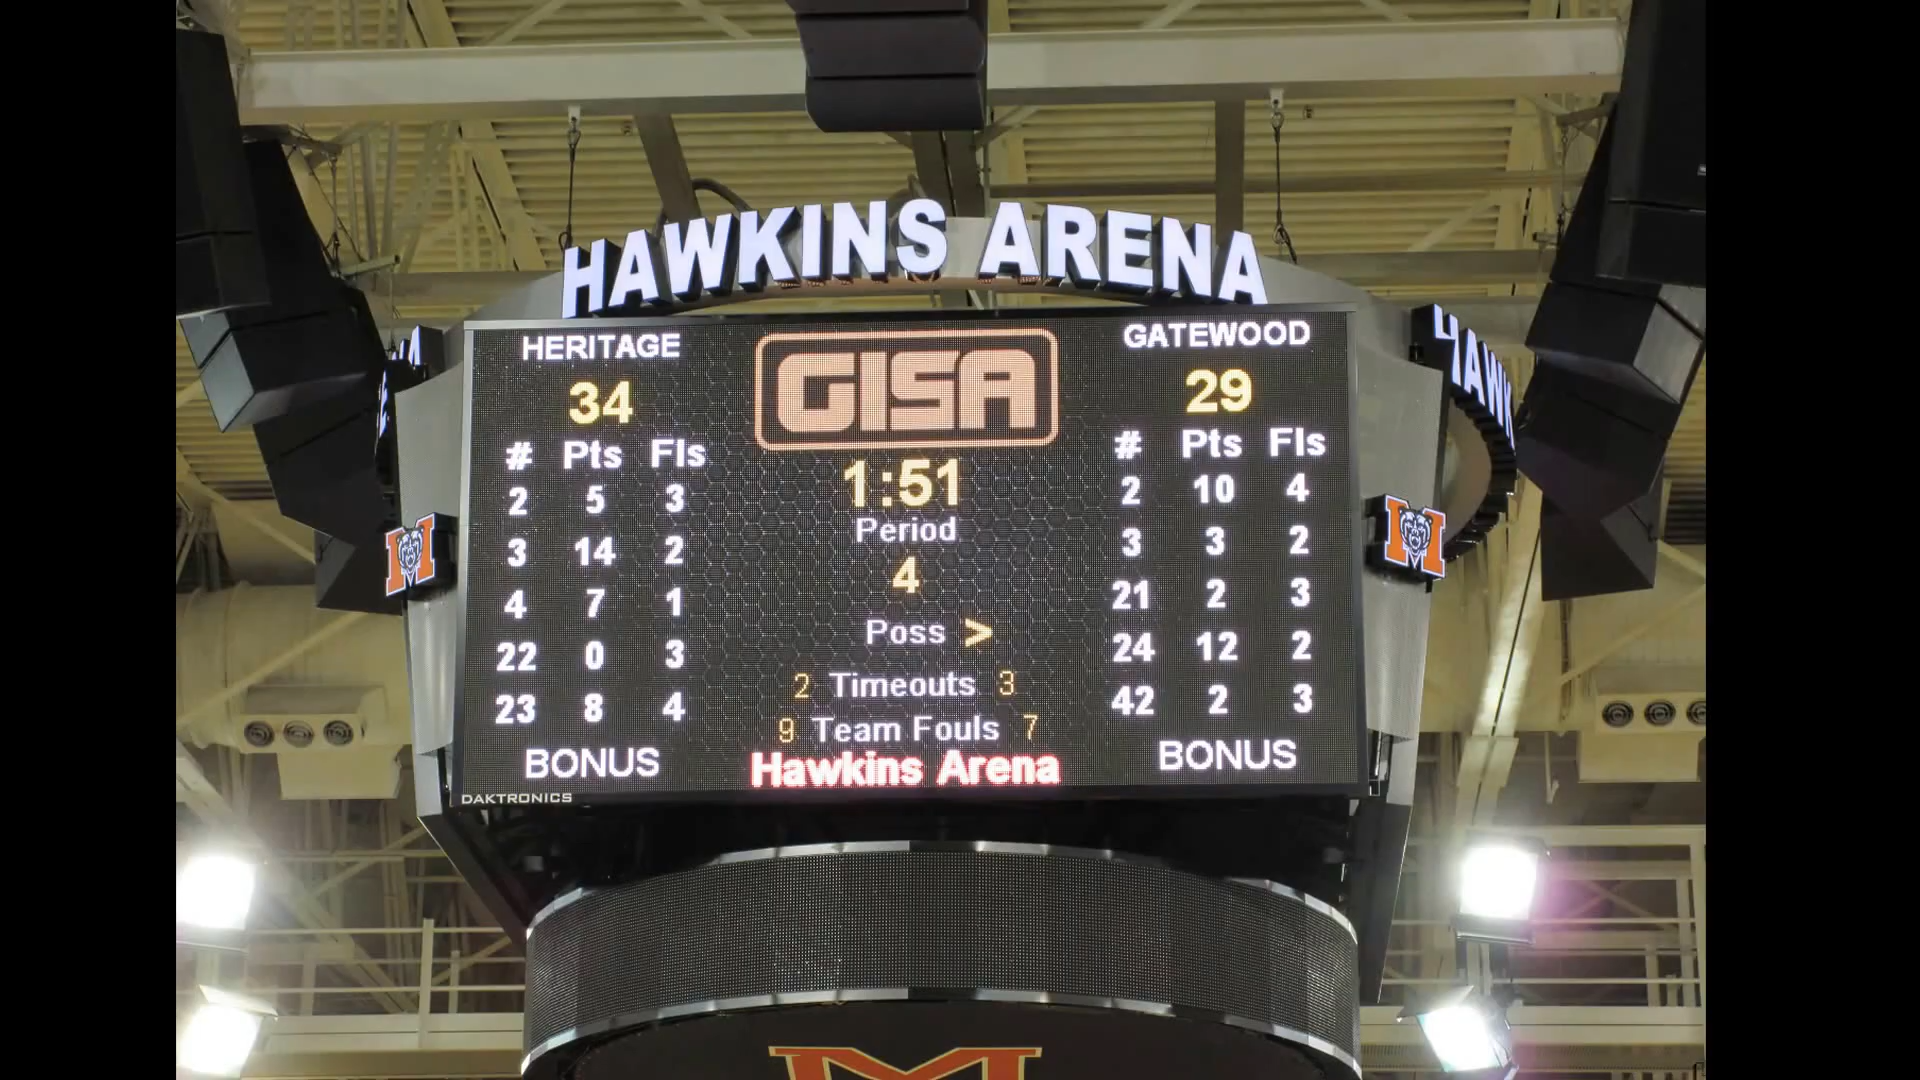 HAWKINS ARENA
HAWK
HERITAGE
34
# Pts Fls
2 5 3
3 14 2
4 7 1
22 0 3
23 8 4
BONUS
GISA
1:51
Period
4
Poss >
2 Timeouts 3
9 Team Fouls 7
Hawkins Arena
GATEWOOD
29
# Pts Fls
2 10 4
3 3 2
21 2 3
24 12 2
42 2 3
BONUS
DAKTRONICS
M
M
M